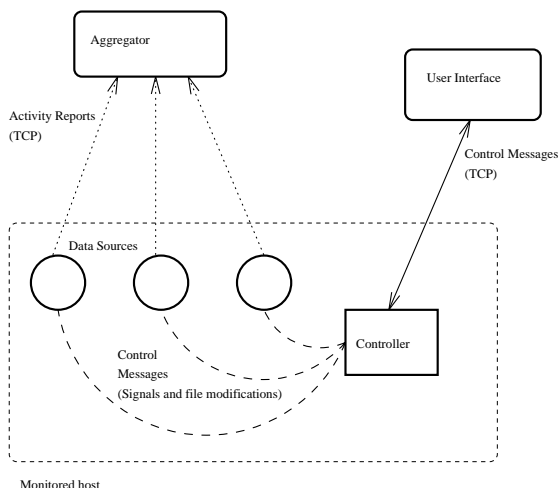 Aggregator
User Interface
Activity Reports
(TCP)
Control Messages
(TCP)
Data Sources
Controller
Control
Messages
(Signals and file modifications)
Monitored host